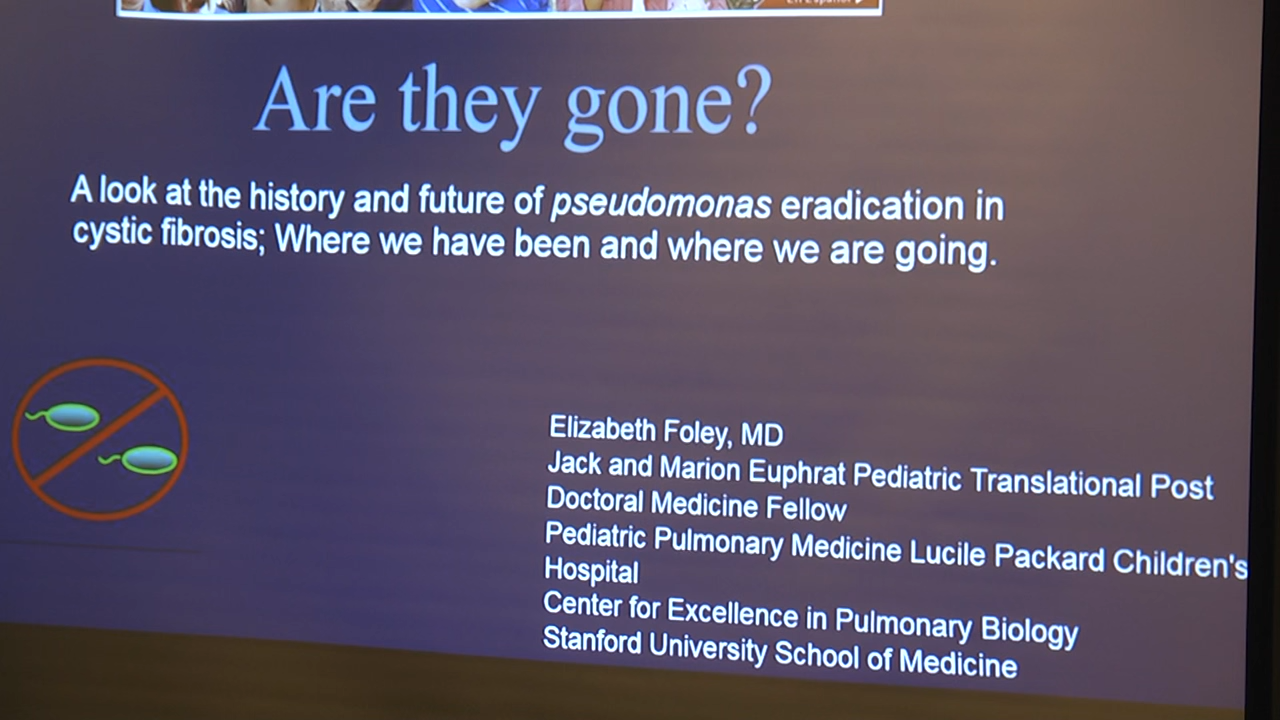 Are they gone?
A look at the history and future of pseudomonas eradication in
cystic fibrosis; Where we have been and where we are going.
Elizabeth Foley, MD
Jack and Marion Euphrat Pediatric Translational Post
Doctoral Medicine Fellow
Pediatric Pulmonary Medicine Lucile Packard Children's
Hospital
Center for Excellence in Pulmonary Biology
Stanford University School of Medicine